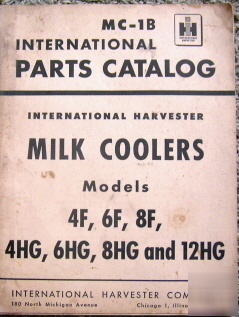 MC-1B
INTERNATIONAL
PARTS CATALOG
INTERNATIONAL HARVESTER
MILK COOLERS
Models
4F, 6F, 8F,
4HG, 6HG, 8HG and 12HG
INTERNATIONAL HARVESTER COM
180 North Michigan Avenue Chicago 1, Illinoi